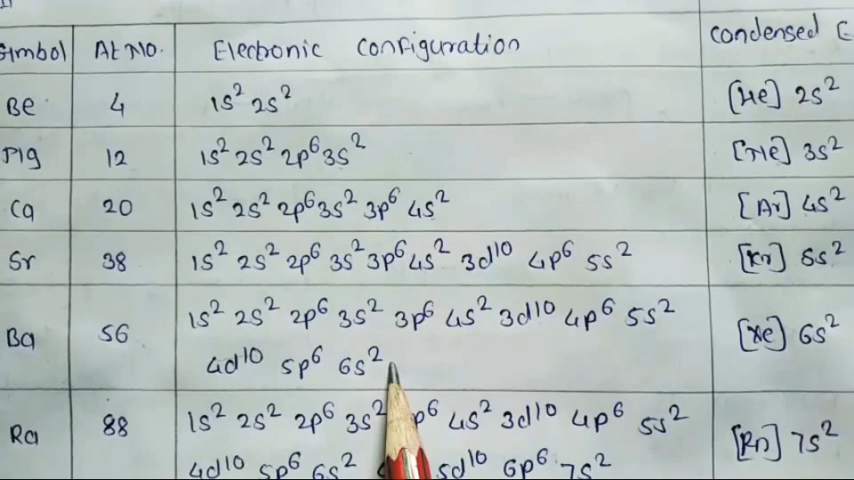 Symbol At No. Electronic Configuration Condensed E
Be 4 1s² 2s² [He] 2s²
Mg 12 1s² 2s² 2p⁶ 3s² [Ne] 3s²
Ca 20 1s² 2s² 2p⁶ 3s² 3p⁶ 4s² [Ar] 4s²
Sr 38 1s² 2s² 2p⁶ 3s² 3p⁶ 4s² 3d¹⁰ 4p⁶ 5s² [Kr] 5s²
Ba 56 1s² 2s² 2p⁶ 3s² 3p⁶ 4s² 3d¹⁰ 4p⁶ 5s² [Xe] 6s²
4d¹⁰ 5p⁶ 6s²
Ra 88 1s² 2s² 2p⁶ 3s² p⁶ 4s² 3d¹⁰ 4p⁶ 5s² [Rn] 7s²
4d¹⁰ 5p⁶ 6s² 5d¹⁰ 6p⁶ 7s²